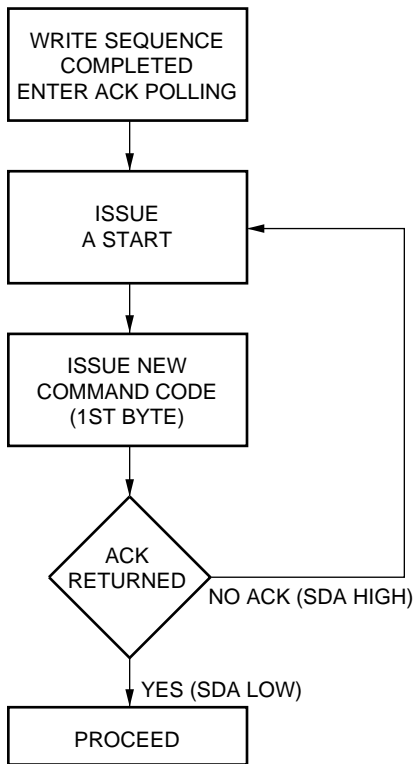 WRITE SEQUENCE
COMPLETED
ENTER ACK POLLING
ISSUE
A START
ISSUE NEW
COMMAND CODE
(1ST BYTE)
ACK
RETURNED
NO ACK (SDA HIGH)
YES (SDA LOW)
PROCEED